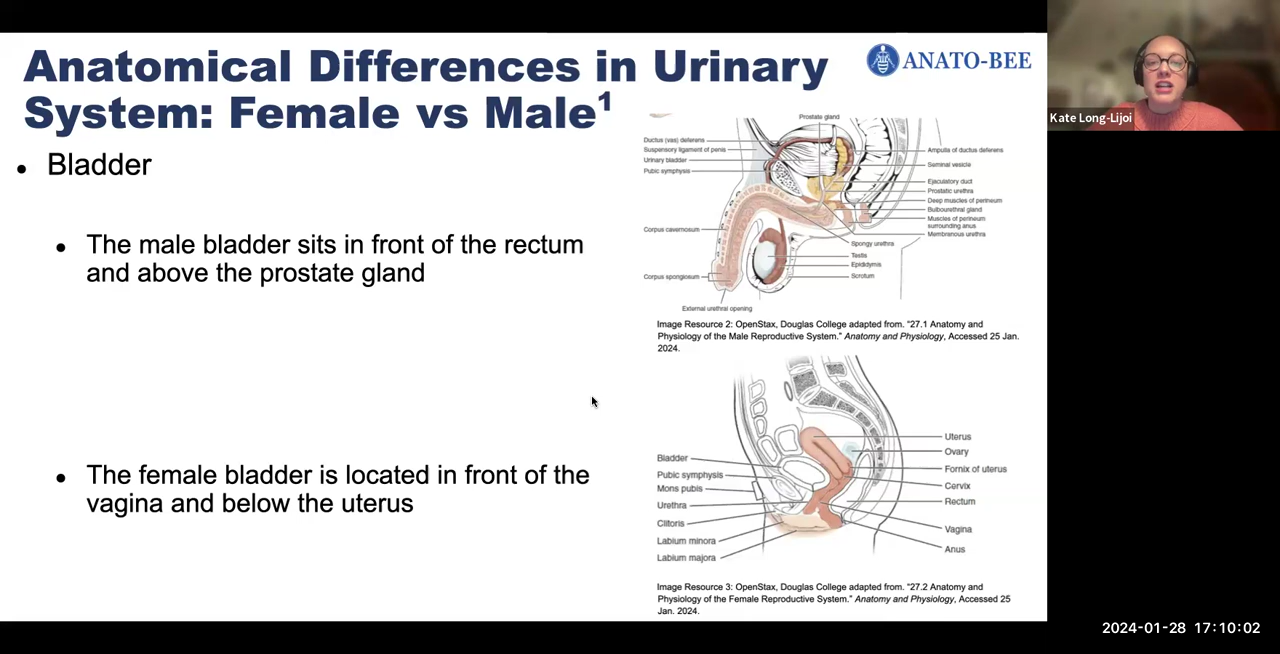 Anatomical Differences in Urinary
System: Female vs Male¹
ANATO-BEE
Kate Long-Lijoi
• Bladder
• The male bladder sits in front of the rectum
and above the prostate gland
• The female bladder is located in front of the
vagina and below the uterus
Prostate gland
Ductus (vas) deferens
Suspensory ligament of penis
Urinary bladder
Pubic symphysis
Corpus cavernosum
Corpus spongiosum
External urethral opening
Ampulla of ductus deferens
Seminal vesicle
Ejaculatory duct
Prostatic urethra
Deep muscles of perineum
Bulbourethral gland
Muscles of perineum
surrounding anus
Membranous urethra
Spongy urethra
Testis
Epididymis
Scrotum
Image Resource 2: OpenStax, Douglas College adapted from. "27.1 Anatomy and
Physiology of the Male Reproductive System." Anatomy and Physiology, Accessed 25 Jan.
2024.
Bladder
Pubic symphysis
Mons pubis
Urethra
Clitoris
Labium minora
Labium majora
Uterus
Ovary
Fornix of uterus
Cervix
Rectum
Vagina
Anus
Image Resource 3: OpenStax, Douglas College adapted from. "27.2 Anatomy and
Physiology of the Female Reproductive System." Anatomy and Physiology, Accessed 25
Jan. 2024.
2024-01-28 17:10:02